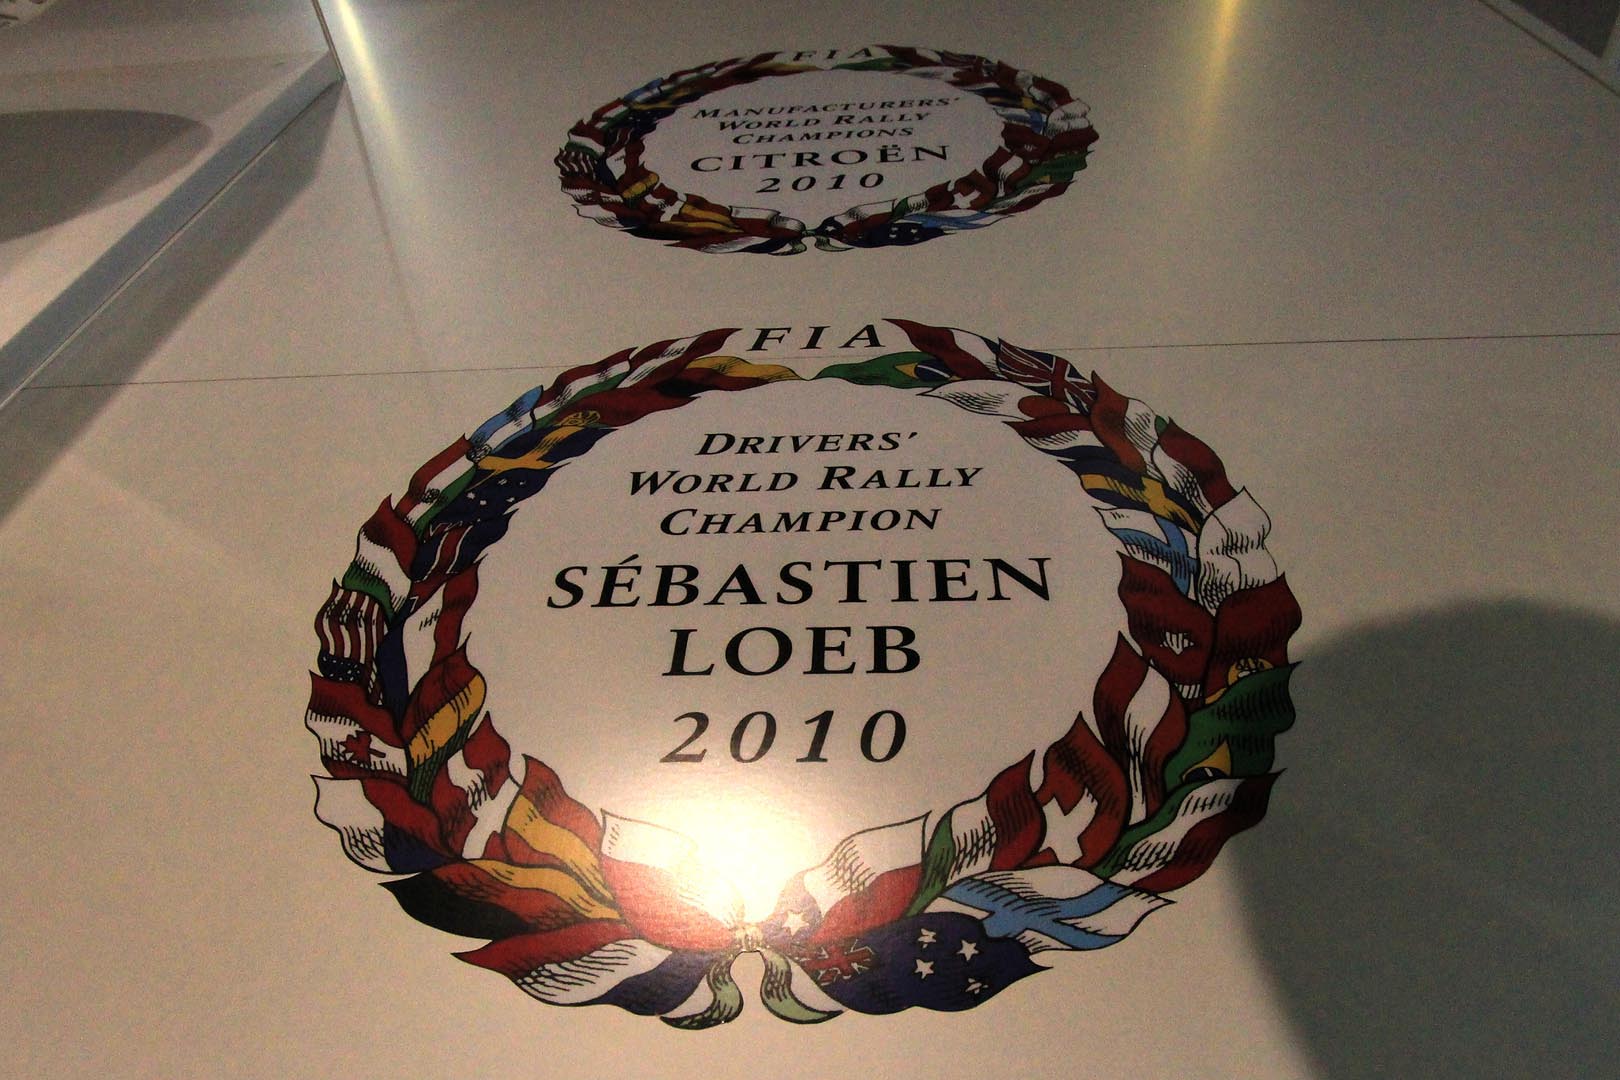 FIA
MANUFACTURERS'
WORLD RALLY
CHAMPIONS
CITROËN
2010
FIA
DRIVERS'
WORLD RALLY
CHAMPION
SÉBASTIEN
LOEB
2010